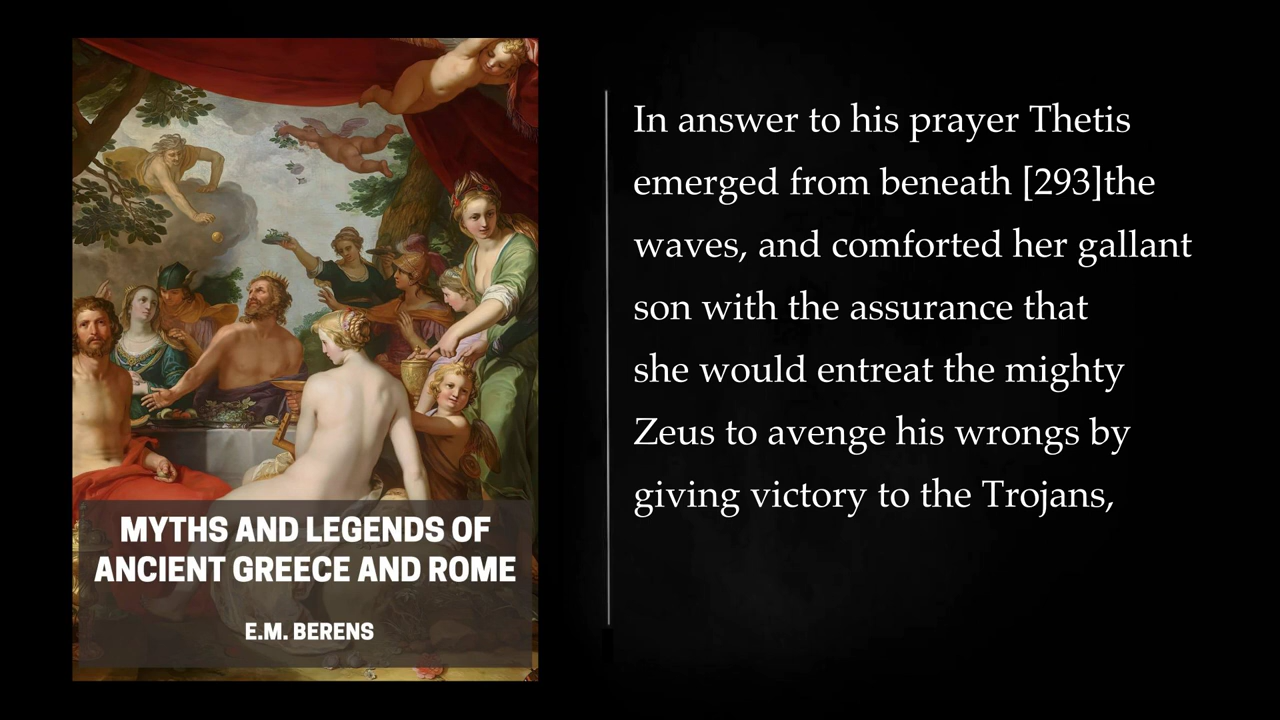 In answer to his prayer Thetis
emerged from beneath [293]the
waves, and comforted her gallant
son with the assurance that
she would entreat the mighty
Zeus to avenge his wrongs by
giving victory to the Trojans,
MYTHS AND LEGENDS OF
ANCIENT GREECE AND ROME
E.M. BERENS